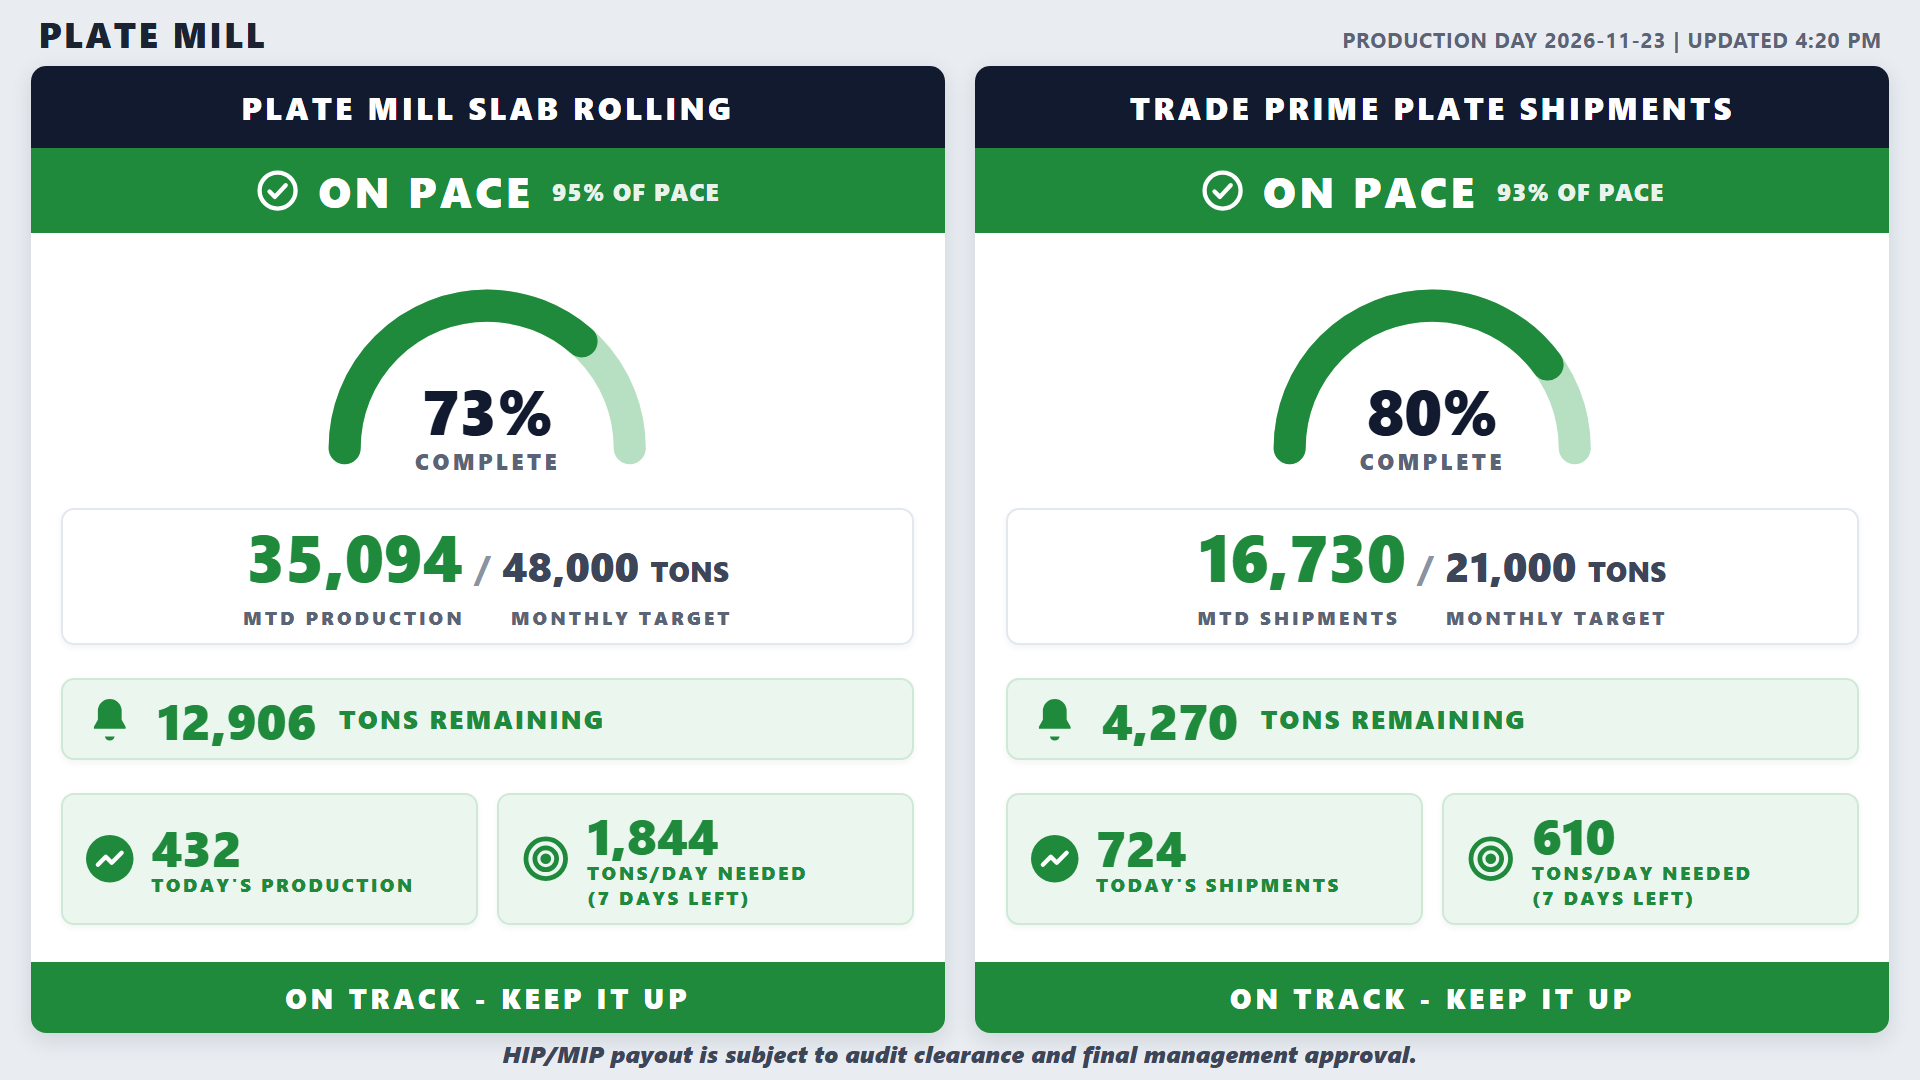 PLATE MILL
PRODUCTION DAY 2026-11-23 | UPDATED 4:20 PM
PLATE MILL SLAB ROLLING
ON PACE 95% OF PACE
73%
COMPLETE
35,094 / 48,000 TONS
MTD PRODUCTION MONTHLY TARGET
12,906 TONS REMAINING
432
TODAY'S PRODUCTION
1,844
TONS/DAY NEEDED
(7 DAYS LEFT)
ON TRACK - KEEP IT UP
TRADE PRIME PLATE SHIPMENTS
ON PACE 93% OF PACE
80%
COMPLETE
16,730 / 21,000 TONS
MTD SHIPMENTS MONTHLY TARGET
4,270 TONS REMAINING
724
TODAY'S SHIPMENTS
610
TONS/DAY NEEDED
(7 DAYS LEFT)
ON TRACK - KEEP IT UP
HIP/MIP payout is subject to audit clearance and final management approval.